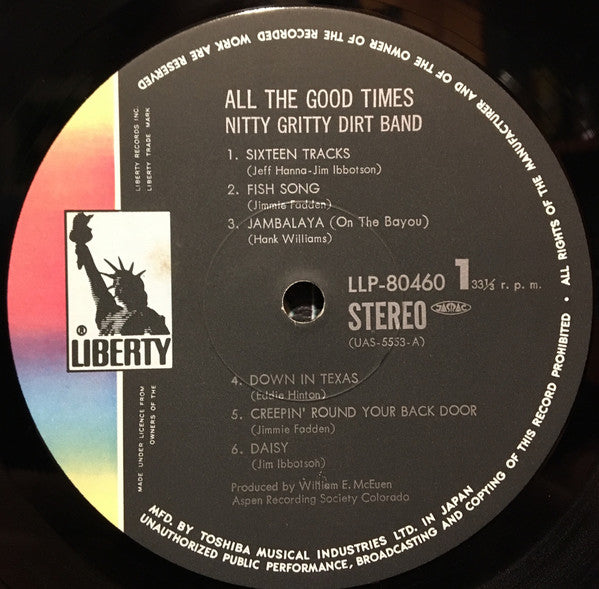 ALL THE GOOD TIMES
NITTY GRITTY DIRT BAND
1. SIXTEEN TRACKS
(Jeff Hanna-Jim Ibbotson)
2. FISH SONG
(Jimmie Fadden)
3. JAMBALAYA (On The Bayou)
(Hank Williams)
LLP-80460 1 33⅓ r. p. m.
STEREO JASRAC
(UAS-5553-A)
4. DOWN IN TEXAS
(Eddie Hinton)
5. CREEPIN' ROUND YOUR BACK DOOR
(Jimmie Fadden)
6. DAISY
(Jim Ibbotson)
Produced by William E. McEuen
Aspen Recording Society Colorado
® LIBERTY
LIBERTY RECORDS INC.
LIBERTY TRADE MARK
MADE UNDER LICENCE FROM
OWNERS OF THE
MFD. BY TOSHIBA MUSICAL INDUSTRIES LTD. IN JAPAN
UNAUTHORIZED PUBLIC PERFORMANCE, BROADCASTING AND COPYING OF THIS RECORD PROHIBITED • ALL RIGHTS OF THE MANUFACTURER AND OF THE OWNER OF THE RECORDED WORK ARE RESERVED